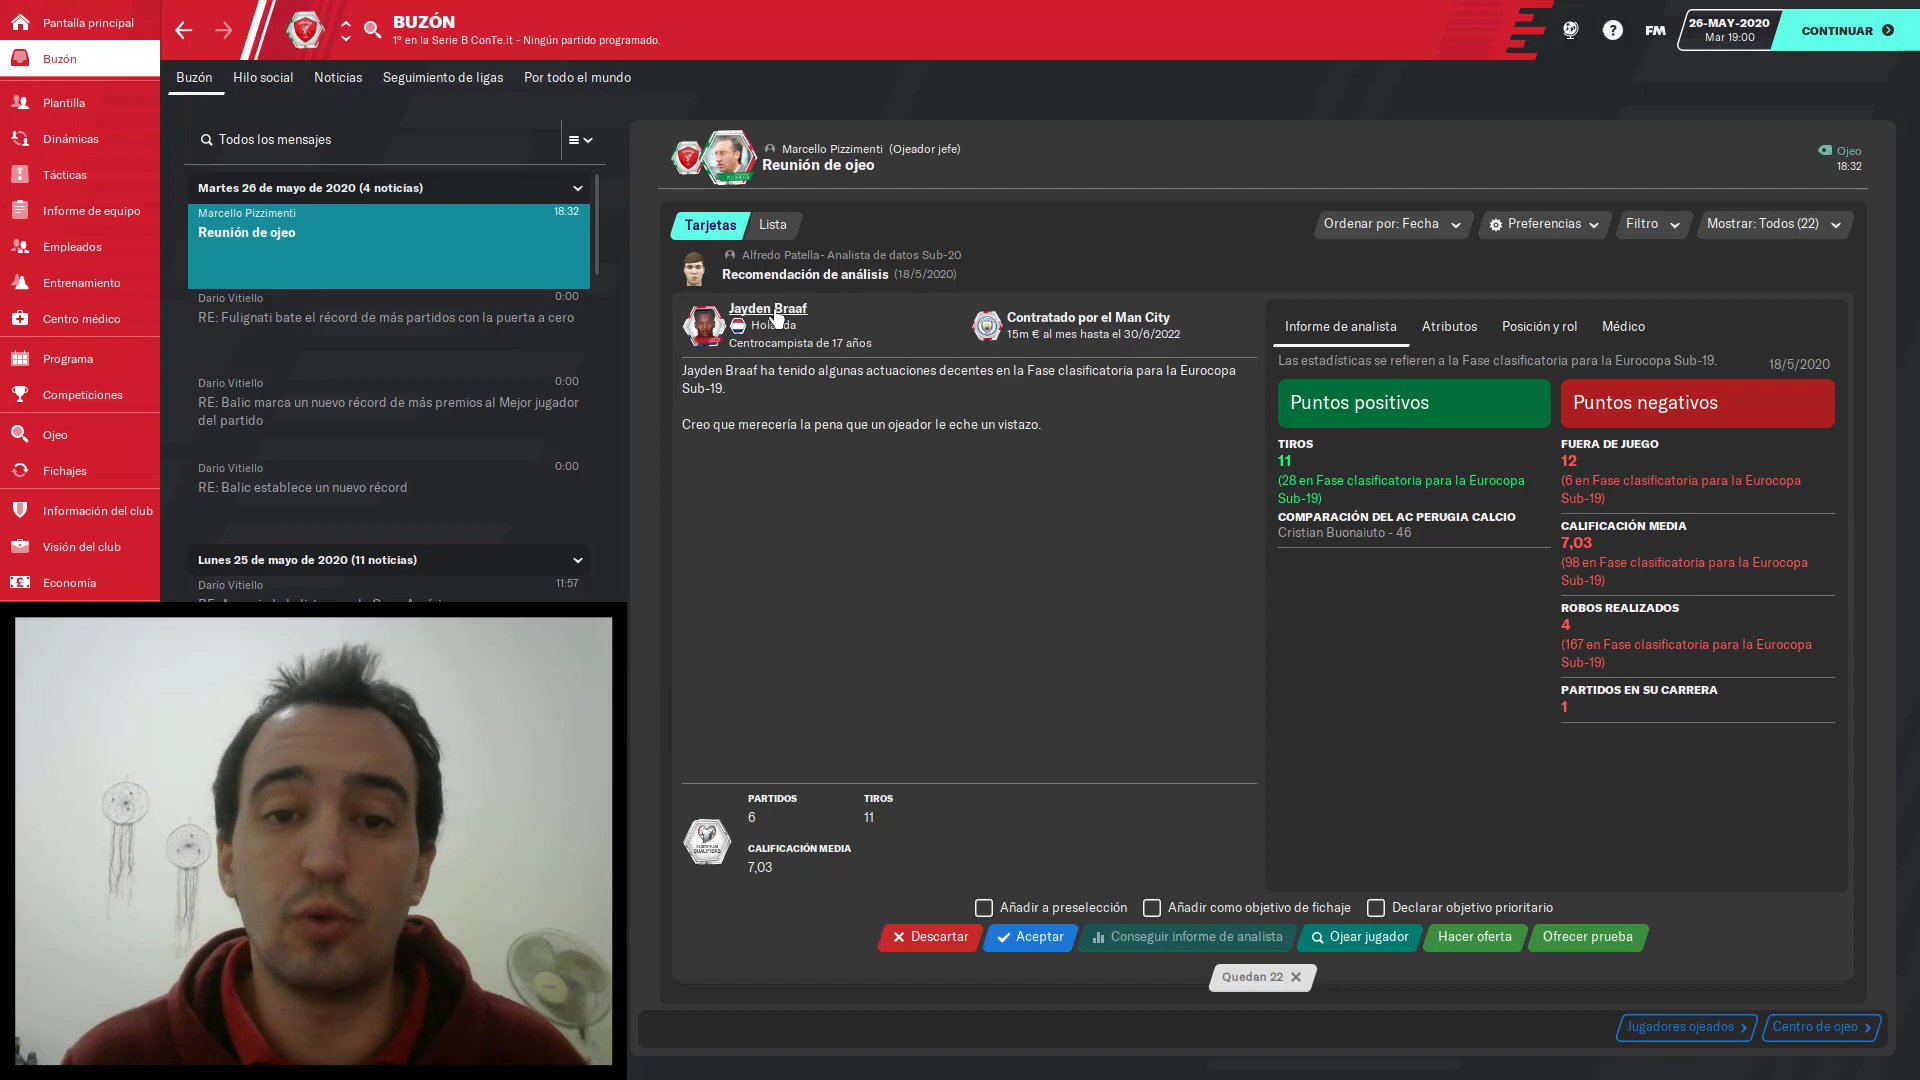 Pantalla principal
Buzón
Plantilla
Dinámicas
Tácticas
Informe de equipo
Empleados
Entrenamiento
Centro médico
Programa
Competiciones
Ojeo
Fichajes
Información del club
Visión del club
Economía
BUZÓN
1º en la Serie B ConTe.it - Ningún partido programado.
FM
26-MAY-2020
Mar 19:00
CONTINUAR
Buzón
Hilo social
Noticias
Seguimiento de ligas
Por todo el mundo
Todos los mensajes
Martes 26 de mayo de 2020 (4 noticias)
Marcello Pizzimenti
18:32
Reunión de ojeo
Dario Vitiello
0:00
RE: Fulignati bate el récord de más partidos con la puerta a cero
Dario Vitiello
0:00
RE: Balic marca un nuevo récord de más premios al Mejor jugador
del partido
Dario Vitiello
0:00
RE: Balic establece un nuevo récord
Lunes 25 de mayo de 2020 (11 noticias)
Dario Vitiello
11:57
Marcello Pizzimenti (Ojeador jefe)
Reunión de ojeo
Ojeo
18:32
Tarjetas
Lista
Ordenar por: Fecha
Preferencias
Filtro
Mostrar: Todos (22)
Alfredo Patella- Analista de datos Sub-20
Recomendación de análisis (18/5/2020)
Jayden Braaf
Holanda
Centrocampista de 17 años
Contratado por el Man City
15m € al mes hasta el 30/6/2022
Jayden Braaf ha tenido algunas actuaciones decentes en la Fase clasificatoria para la Eurocopa
Sub-19.
Creo que merecería la pena que un ojeador le eche un vistazo.
PARTIDOS
6
TIROS
11
CALIFICACIÓN MEDIA
7,03
EUROPEAN
QUALIFIERS
Informe de analista
Atributos
Posición y rol
Médico
Las estadísticas se refieren a la Fase clasificatoria para la Eurocopa Sub-19.
18/5/2020
Puntos positivos
TIROS
11
(28 en Fase clasificatoria para la Eurocopa
Sub-19)
COMPARACIÓN DEL AC PERUGIA CALCIO
Cristian Buonaiuto - 46
Puntos negativos
FUERA DE JUEGO
12
(6 en Fase clasificatoria para la Eurocopa
Sub-19)
CALIFICACIÓN MEDIA
7,03
(98 en Fase clasificatoria para la Eurocopa
Sub-19)
ROBOS REALIZADOS
4
(167 en Fase clasificatoria para la Eurocopa
Sub-19)
PARTIDOS EN SU CARRERA
1
Añadir a preselección
Añadir como objetivo de fichaje
Declarar objetivo prioritario
Descartar
Aceptar
Conseguir informe de analista
Ojear jugador
Hacer oferta
Ofrecer prueba
Quedan 22
Jugadores ojeados
Centro de ojeo